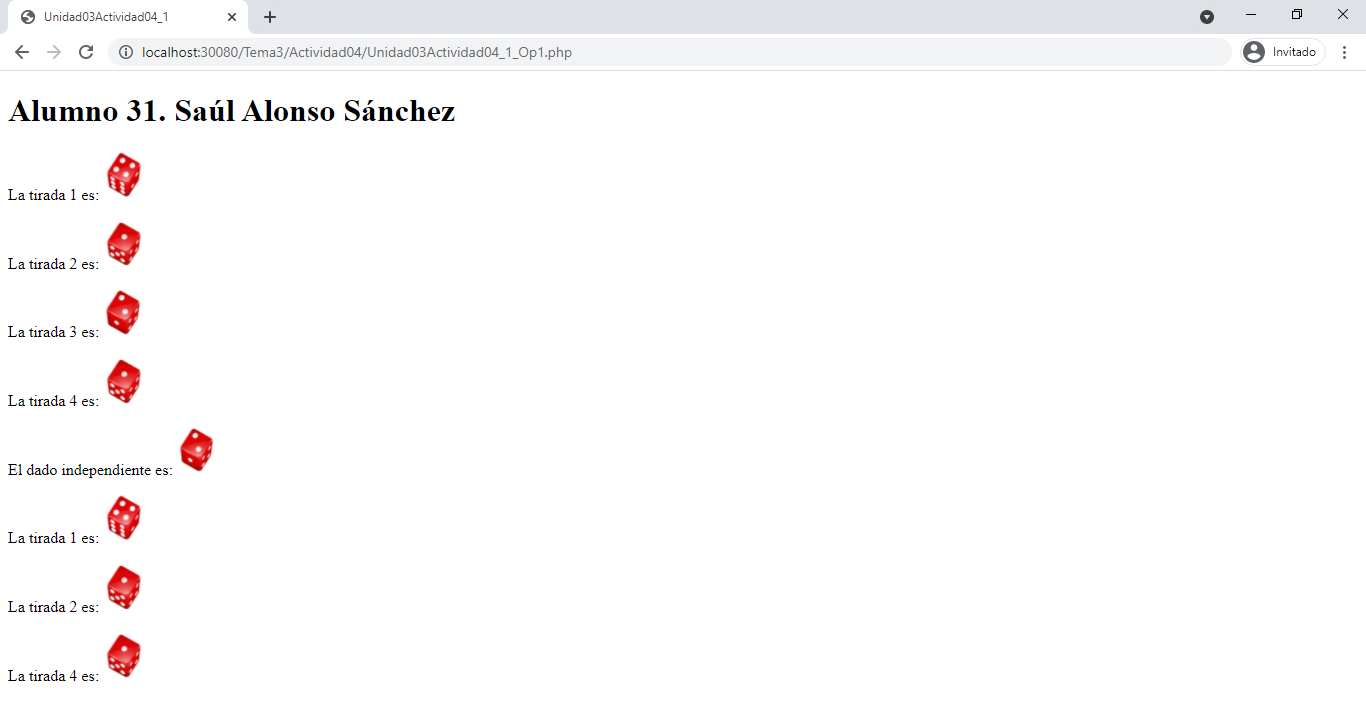 Unidad03Actividad04_1
localhost:30080/Tema3/Actividad04/Unidad03Actividad04_1_Op1.php
Invitado
Alumno 31. Saúl Alonso Sánchez
La tirada 1 es:
La tirada 2 es:
La tirada 3 es:
La tirada 4 es:
El dado independiente es:
La tirada 1 es:
La tirada 2 es:
La tirada 4 es: